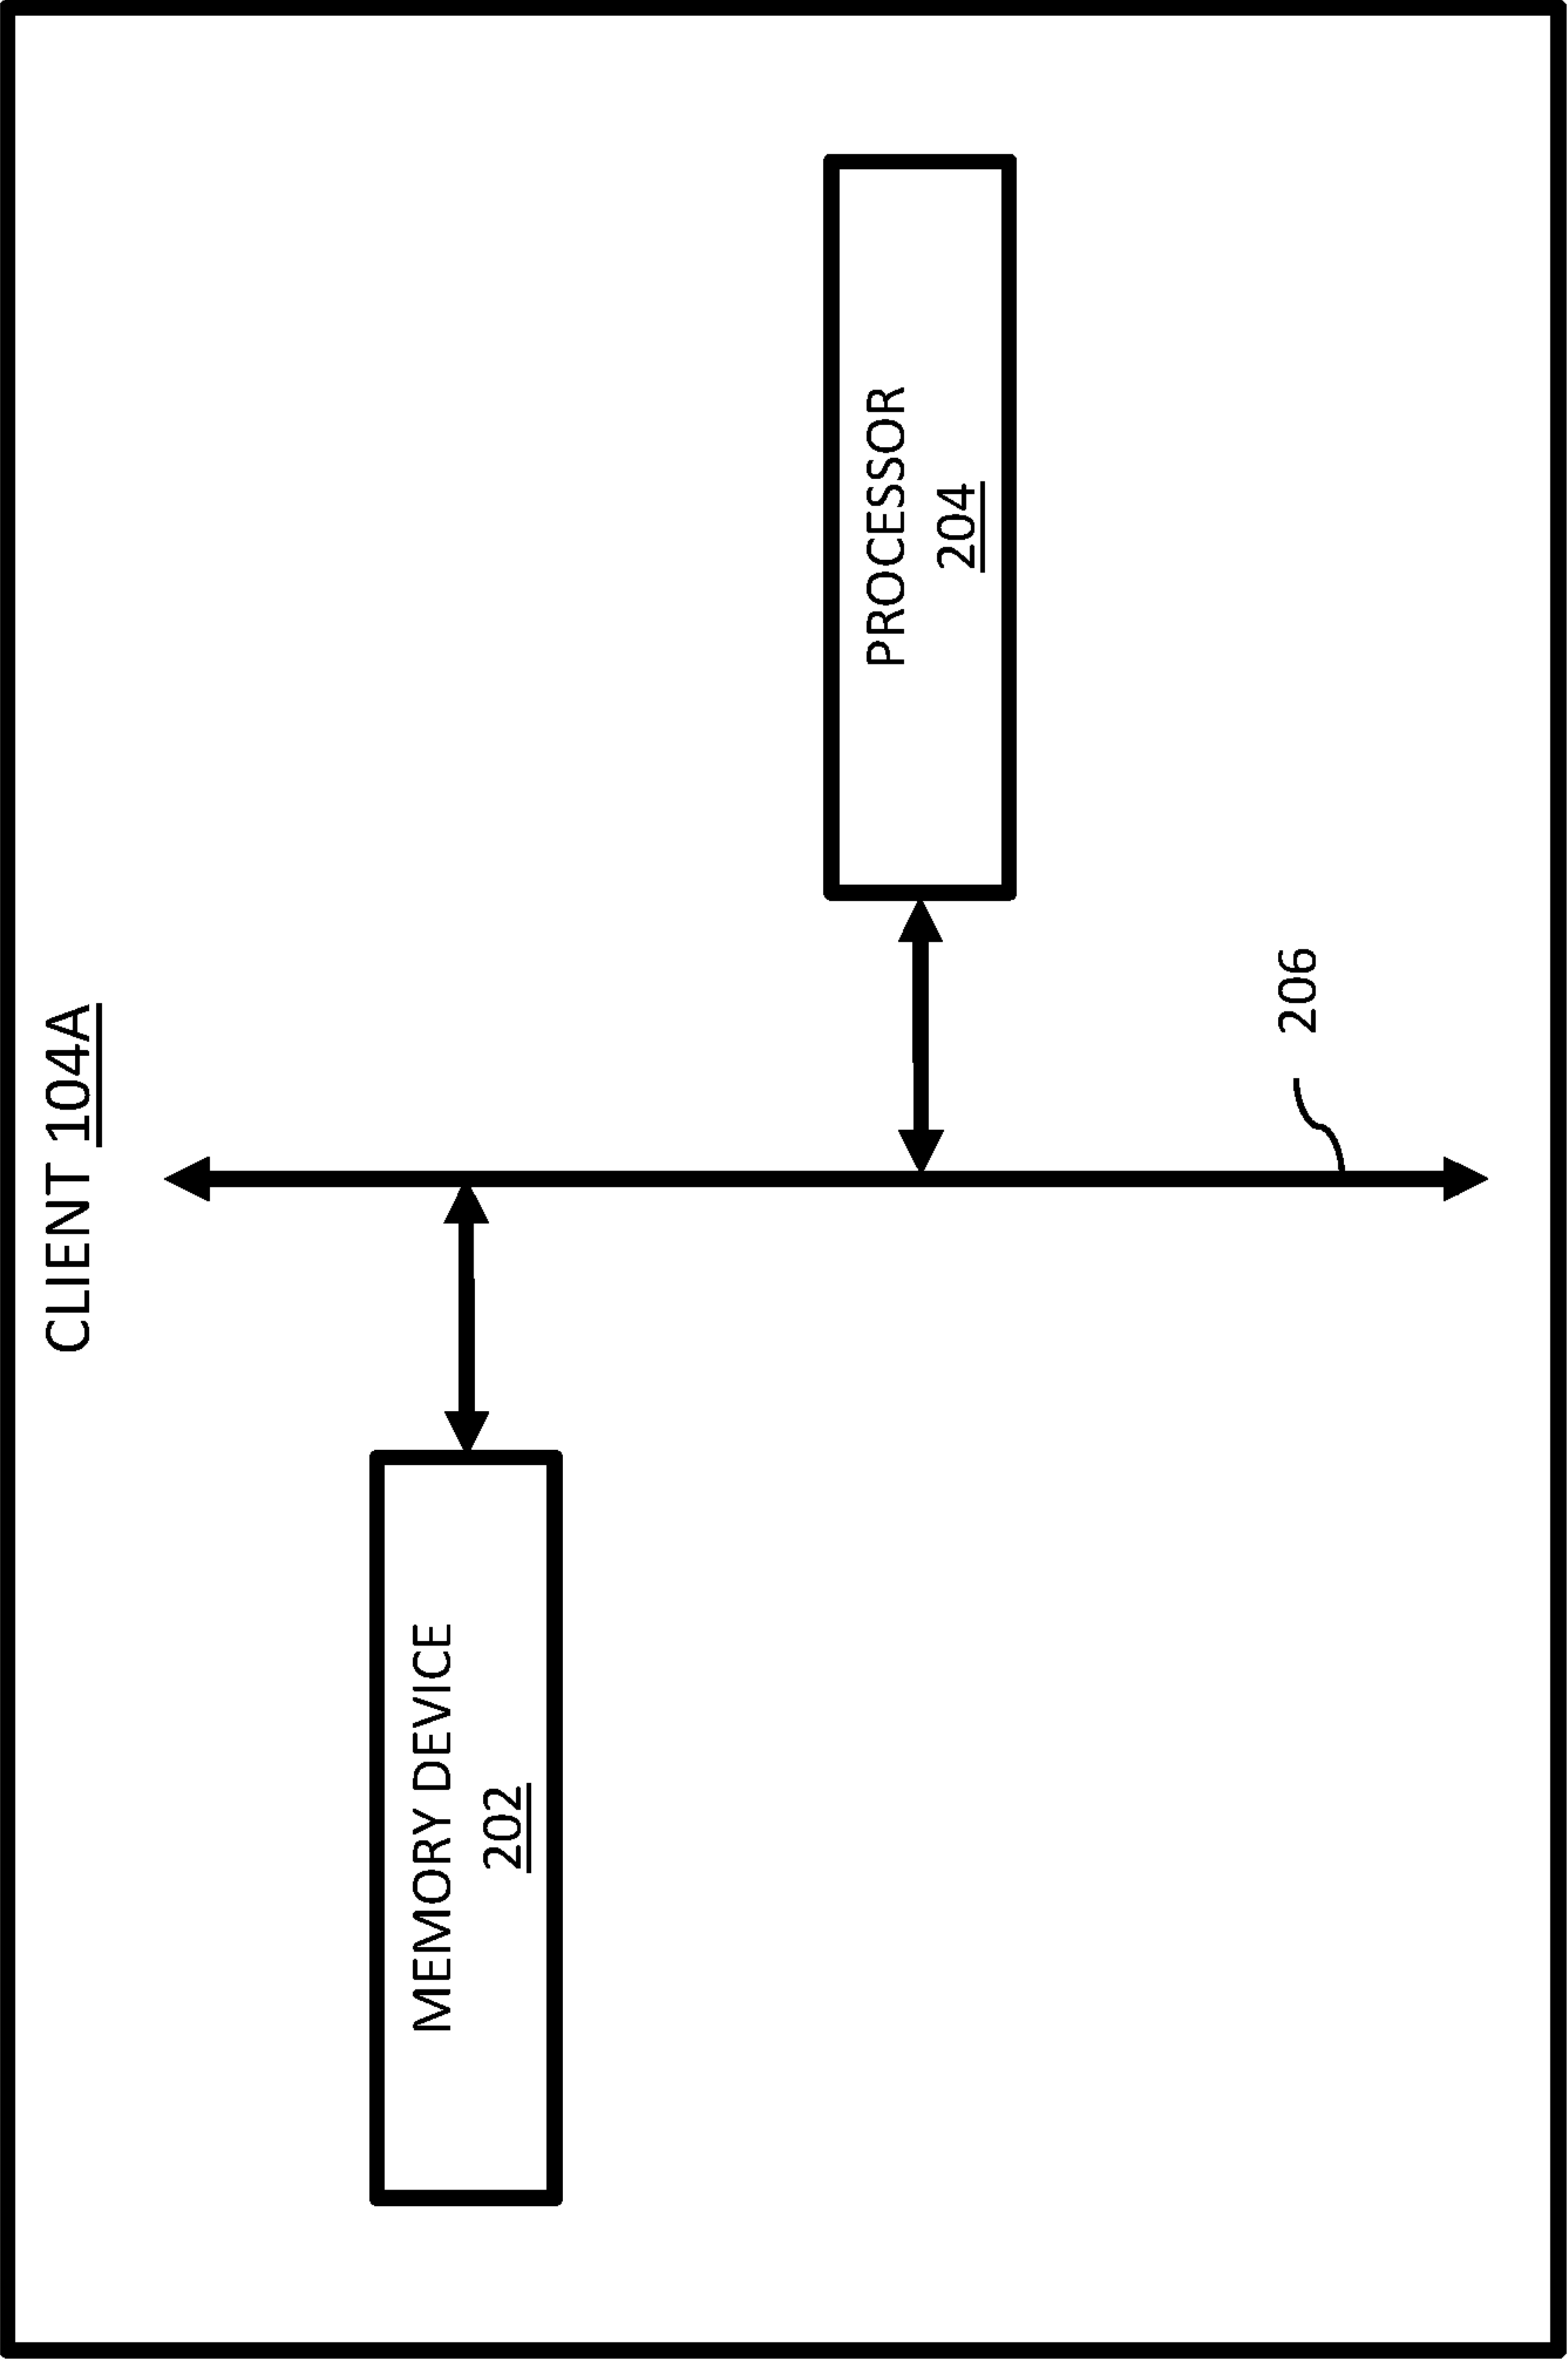 CLIENT 104A
MEMORY DEVICE
202
PROCESSOR
204
206